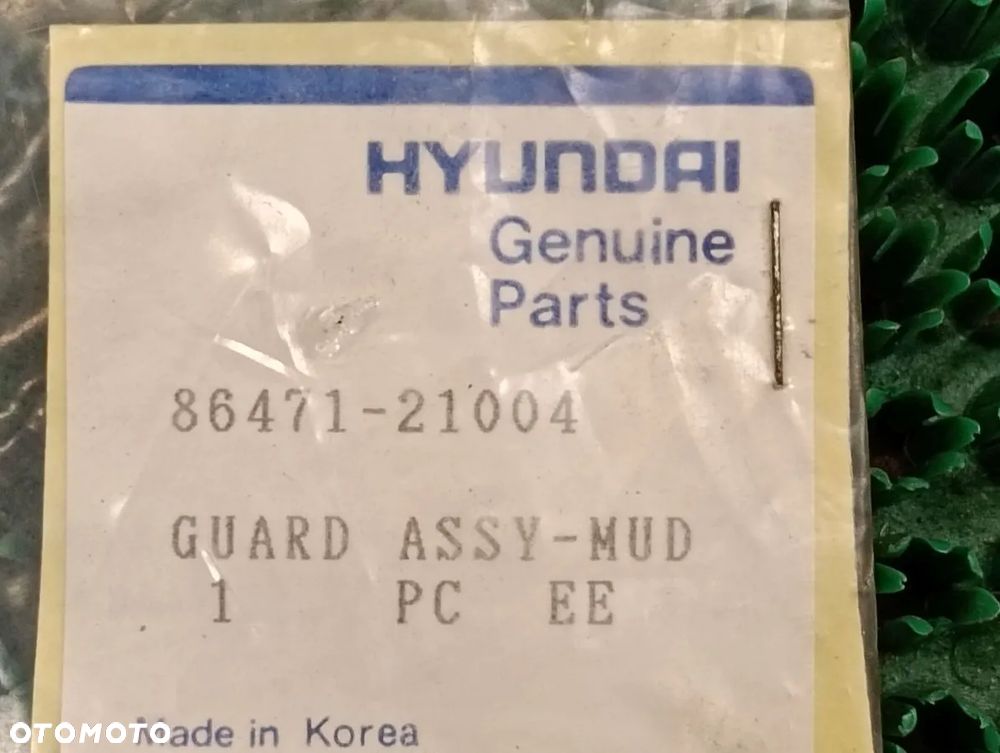 HYUNDAI
Genuine
Parts
86471-21004
GUARD ASSY-MUD
1 PC EE
Made in Korea
OTOMOTO